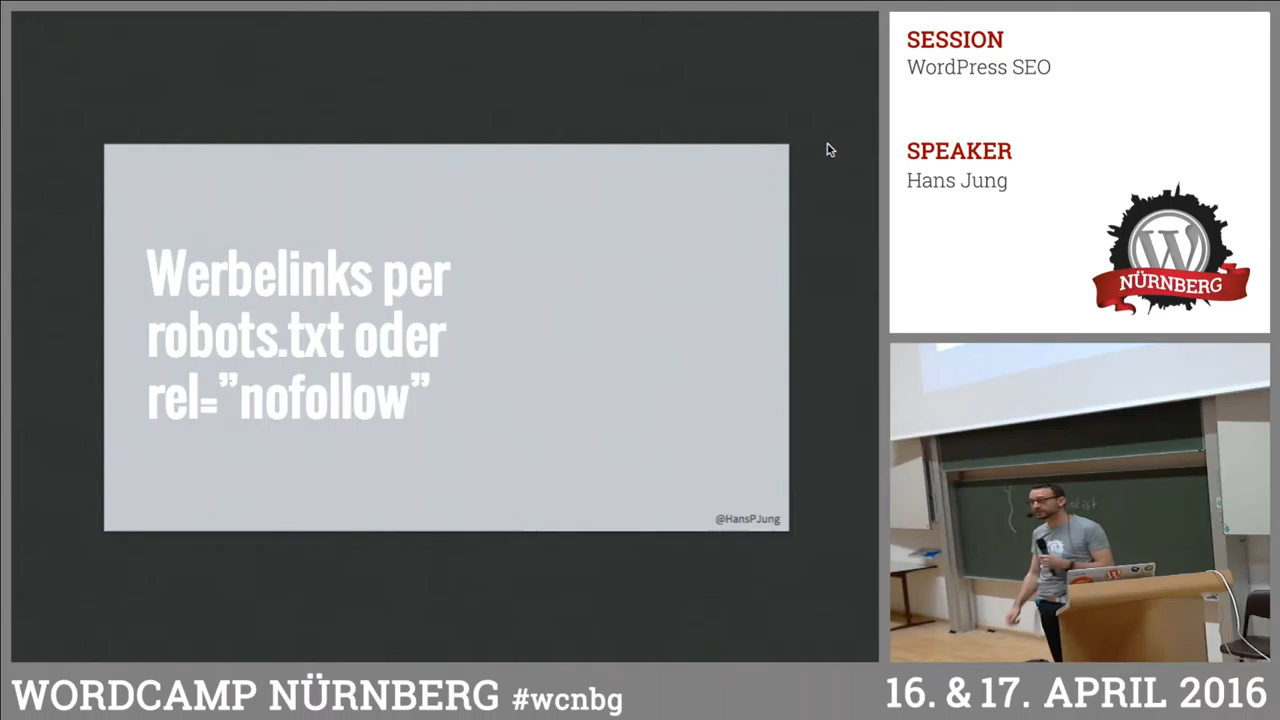 Werbelinks per
robots.txt oder
rel=”nofollow”
@HansPJung
SESSION
WordPress SEO
SPEAKER
Hans Jung
NÜRNBERG
WORDCAMP NÜRNBERG #wcnbg
16. & 17. APRIL 2016